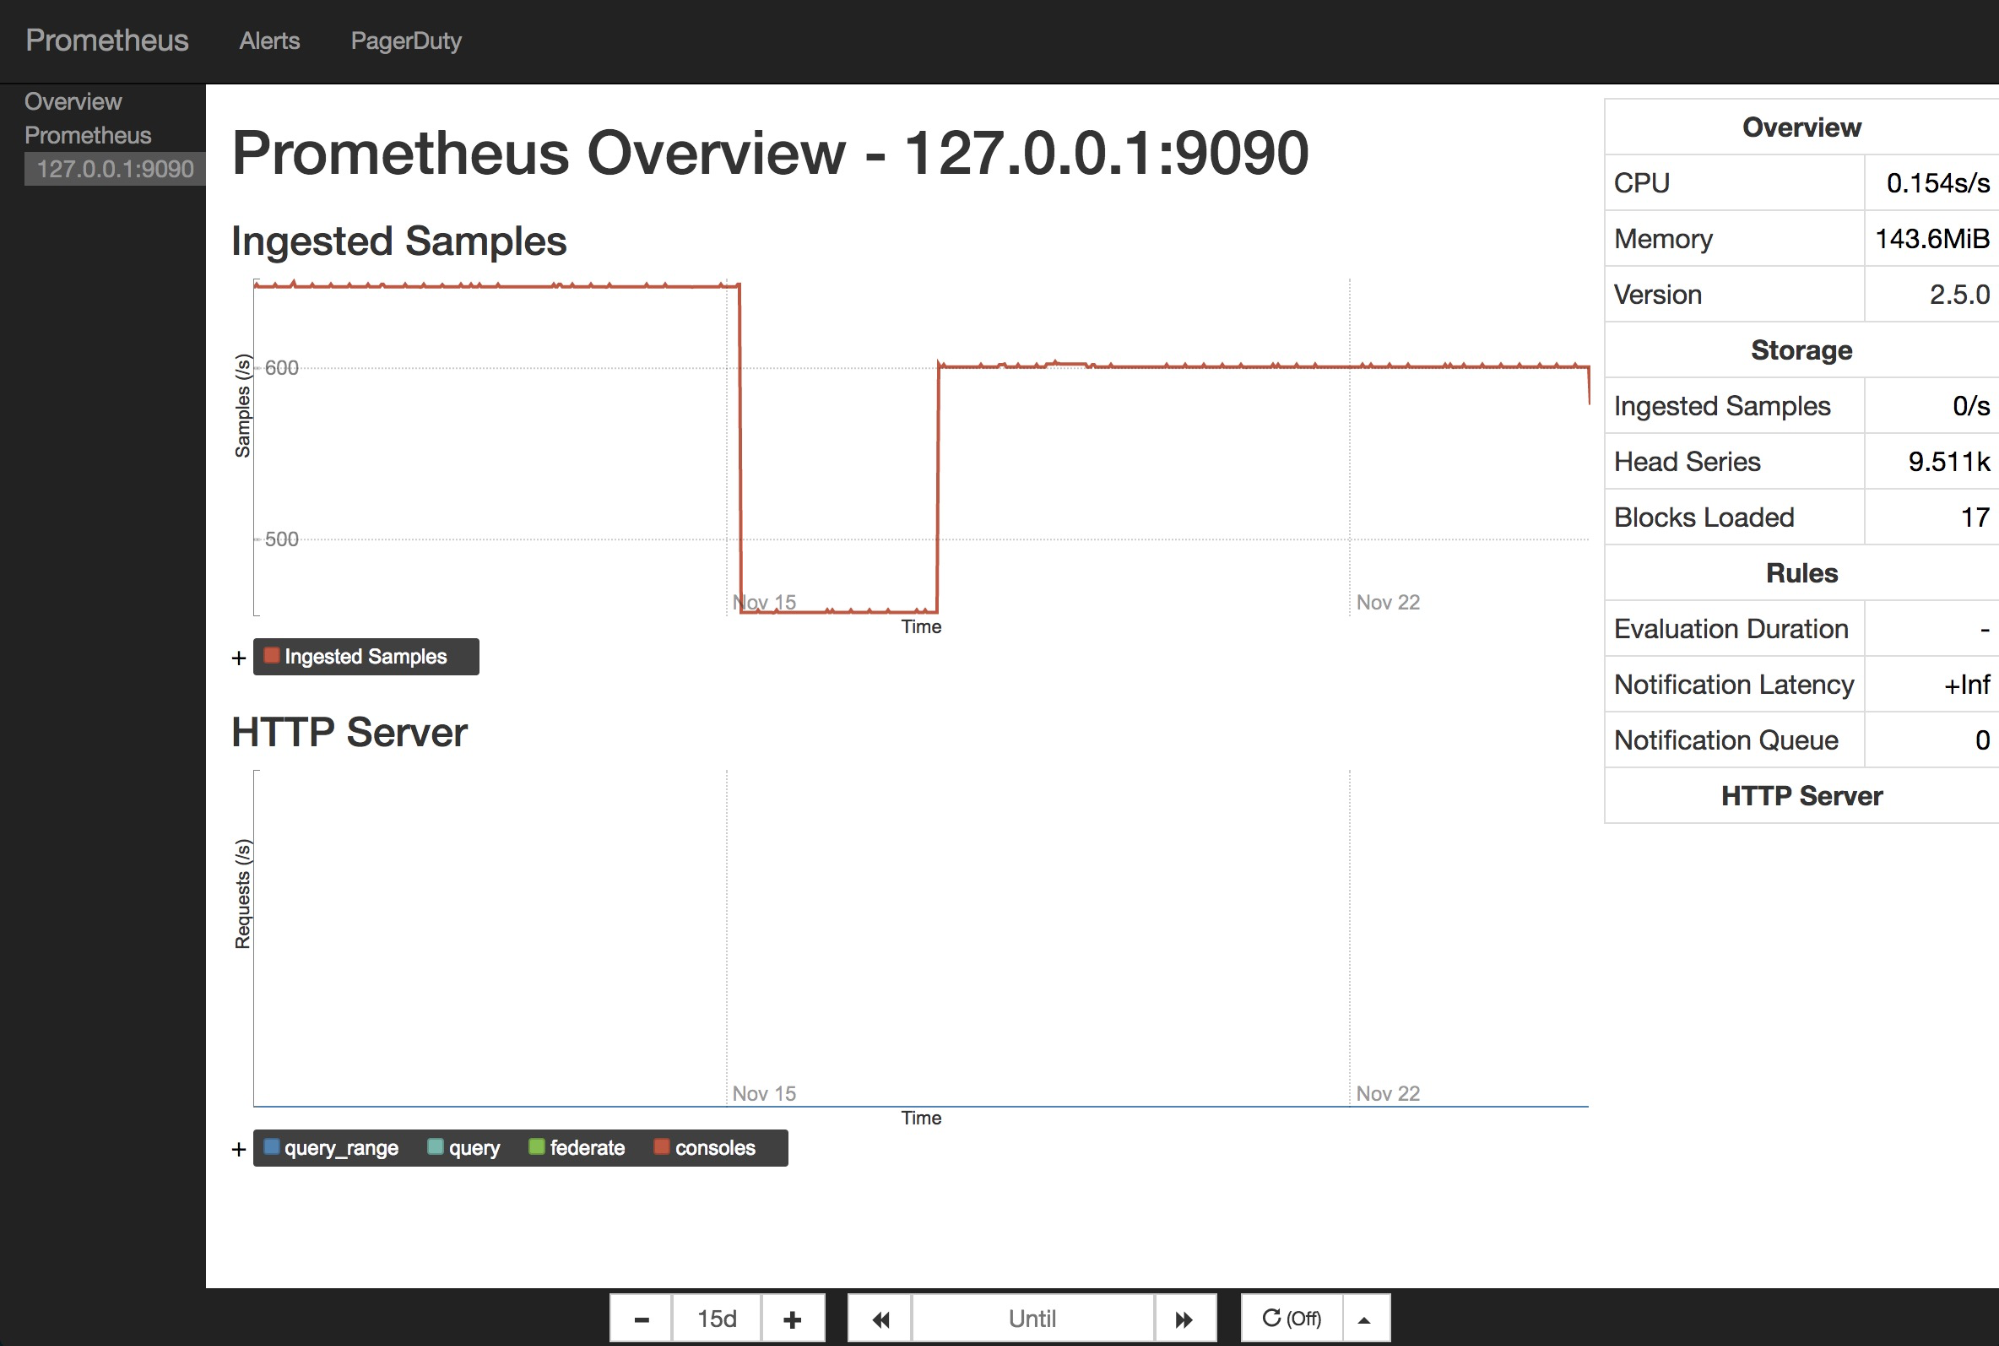 Prometheus Alerts PagerDuty
Overview
Prometheus
127.0.0.1:9090
Prometheus Overview - 127.0.0.1:9090
Ingested Samples
Samples (/s)
600
500
Nov 15
Nov 22
Time
+ Ingested Samples
HTTP Server
Requests (/s)
Nov 15
Nov 22
Time
+ query_range query federate consoles
Overview
CPU 0.154s/s
Memory 143.6MiB
Version 2.5.0
Storage
Ingested Samples 0/s
Head Series 9.511k
Blocks Loaded 17
Rules
Evaluation Duration -
Notification Latency +Inf
Notification Queue 0
HTTP Server
- 15d + Until (Off)